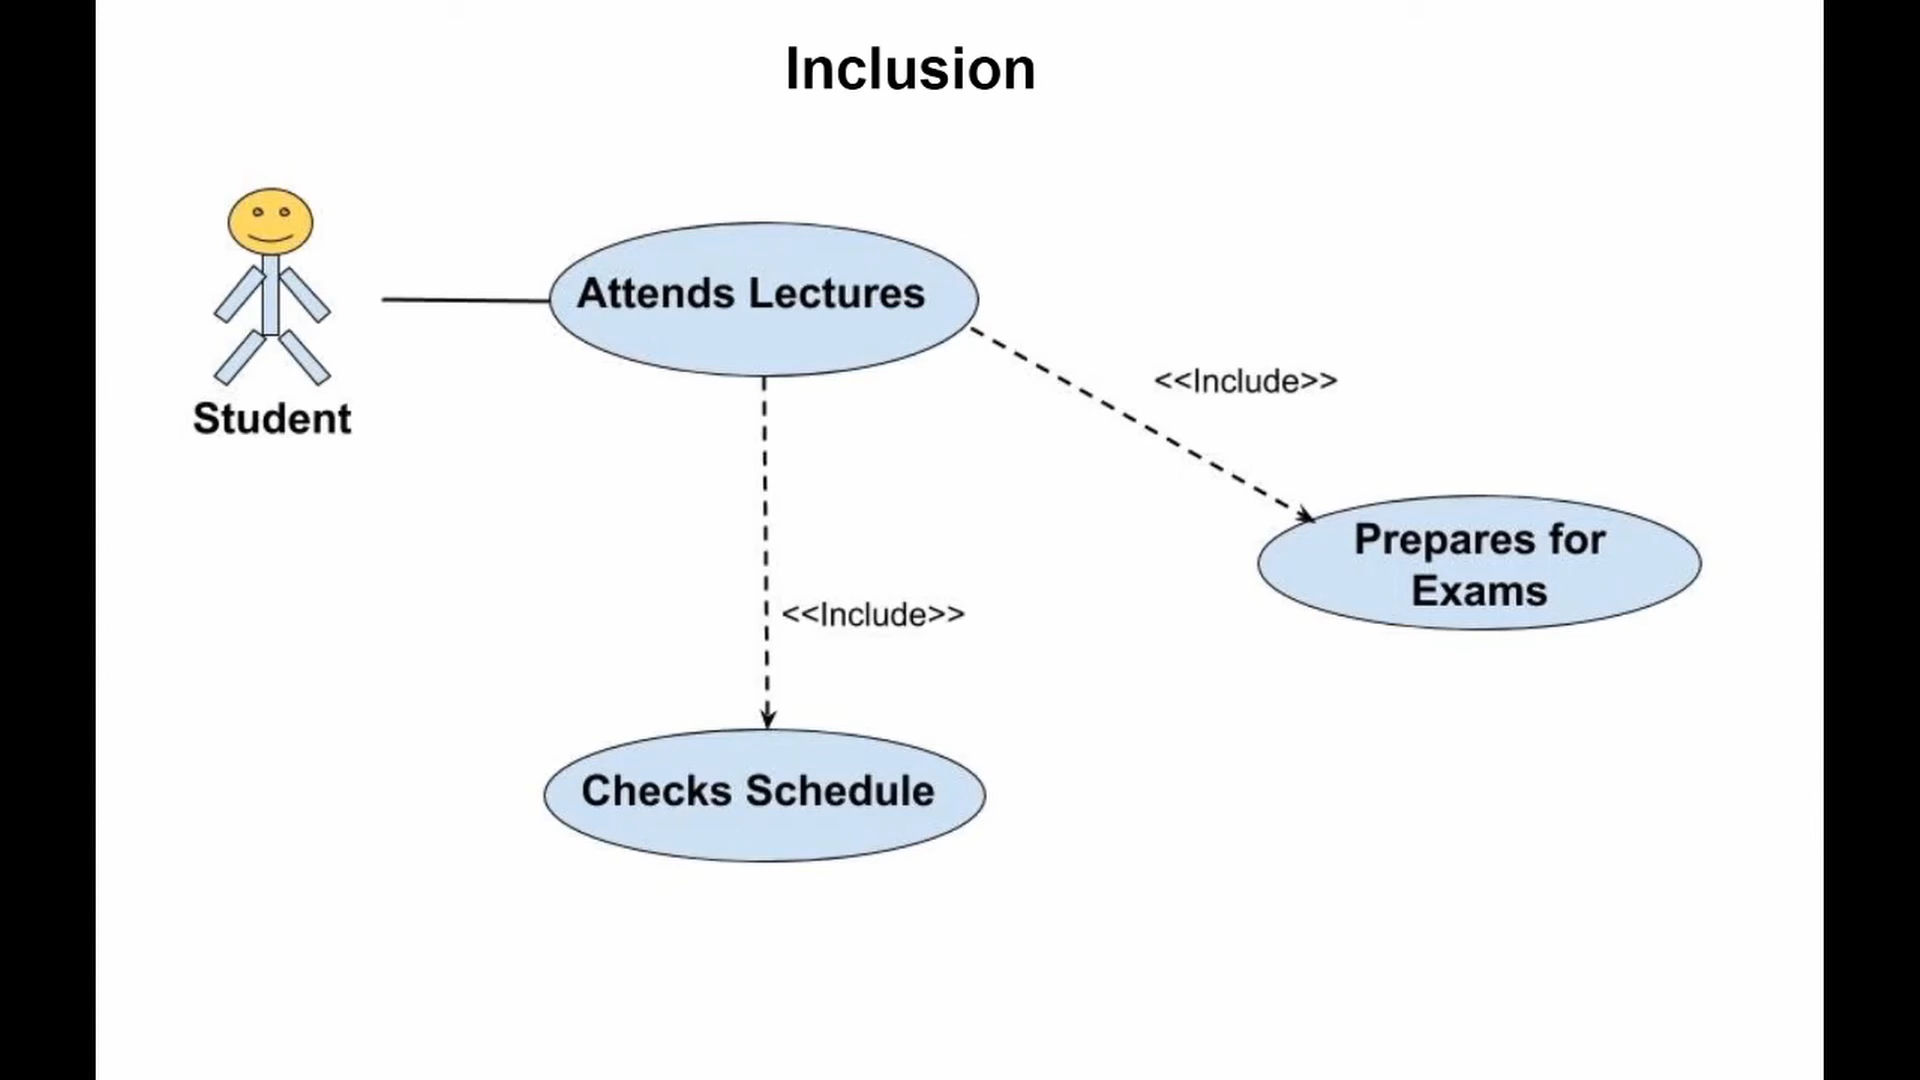 Inclusion
Attends Lectures
Student
<<Include>>
Prepares for
Exams
<<Include>>
Checks Schedule